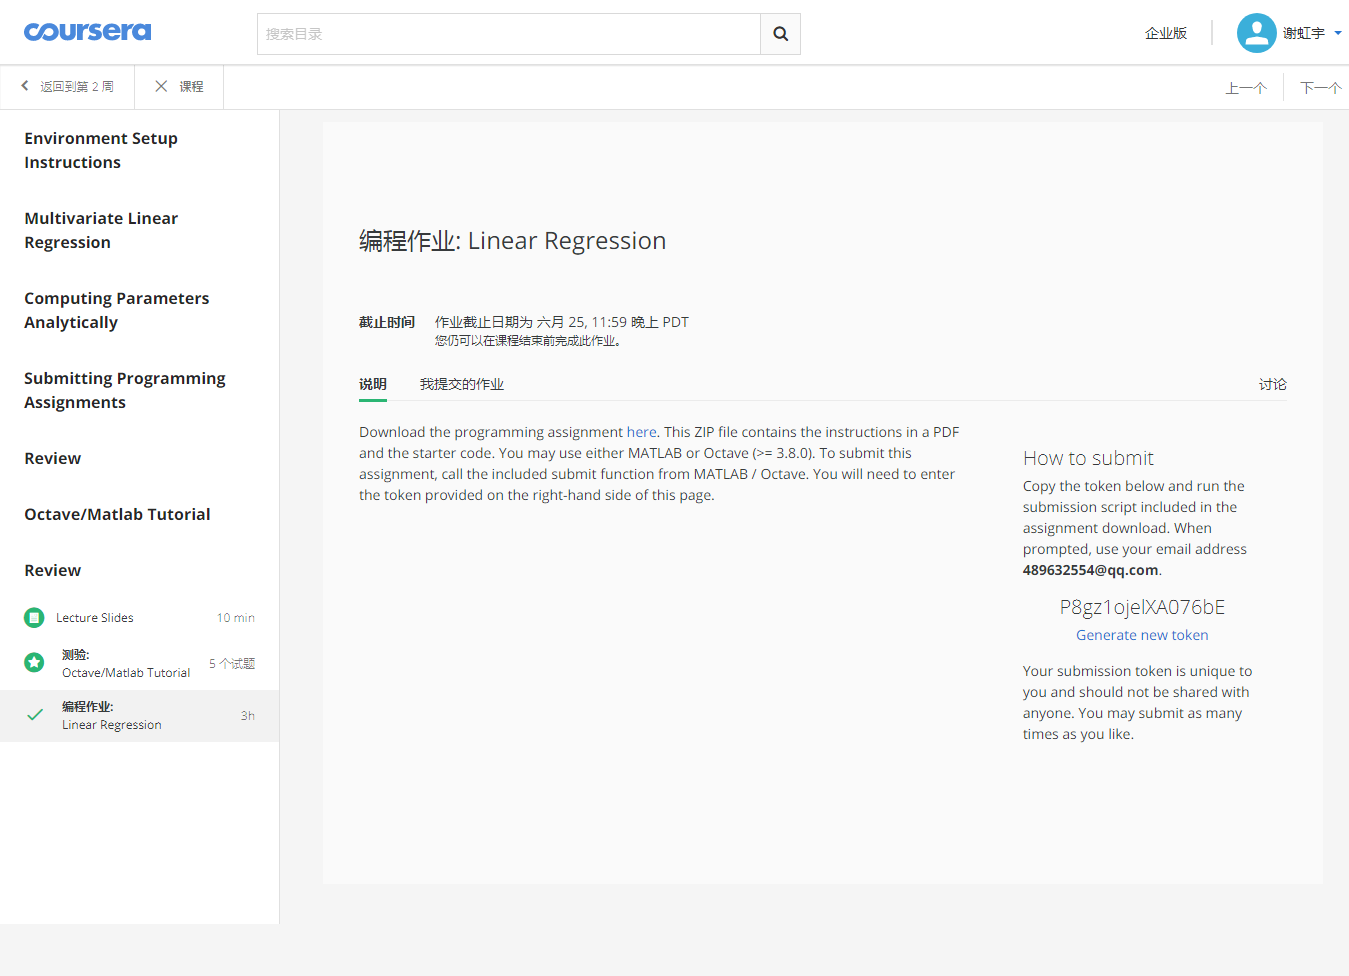 coursera
搜索目录
企业版
谢虹宇
返回到第 2 周
课程
上一个
下一个
Environment Setup
Instructions
Multivariate Linear
Regression
Computing Parameters
Analytically
Submitting Programming
Assignments
Review
Octave/Matlab Tutorial
Review
Lecture Slides
10 min
测验:
Octave/Matlab Tutorial
5 个试题
编程作业:
Linear Regression
3h
编程作业: Linear Regression
截止时间
作业截止日期为 六月 25, 11:59 晚上 PDT
您仍可以在课程结束前完成此作业。
说明
我提交的作业
讨论
Download the programming assignment here. This ZIP file contains the instructions in a PDF
and the starter code. You may use either MATLAB or Octave (>= 3.8.0). To submit this
assignment, call the included submit function from MATLAB / Octave. You will need to enter
the token provided on the right-hand side of this page.
How to submit
Copy the token below and run the
submission script included in the
assignment download. When
prompted, use your email address
489632554@qq.com.
P8gz1ojelXA076bE
Generate new token
Your submission token is unique to
you and should not be shared with
anyone. You may submit as many
times as you like.